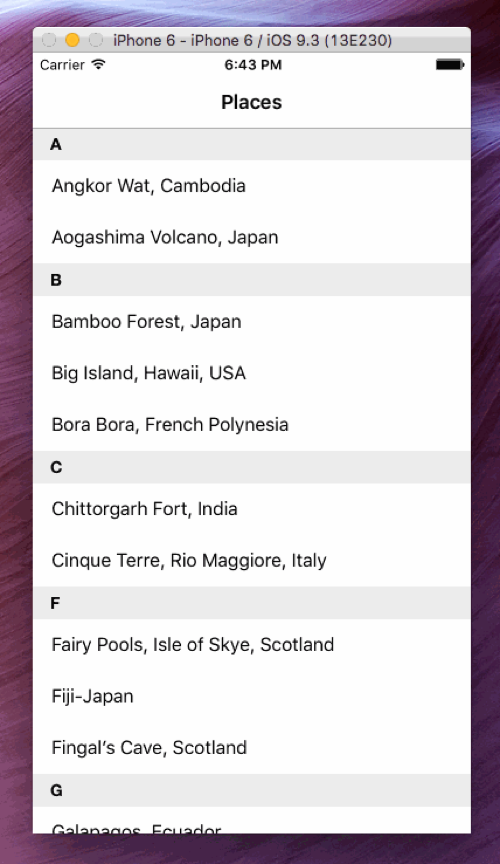 iPhone 6 - iPhone 6 / iOS 9.3 (13E230)
Carrier 6:43 PM
Places
A
Angkor Wat, Cambodia
Aogashima Volcano, Japan
B
Bamboo Forest, Japan
Big Island, Hawaii, USA
Bora Bora, French Polynesia
C
Chittorgarh Fort, India
Cinque Terre, Rio Maggiore, Italy
F
Fairy Pools, Isle of Skye, Scotland
Fiji-Japan
Fingal’s Cave, Scotland
G
Galapagos, Ecuador